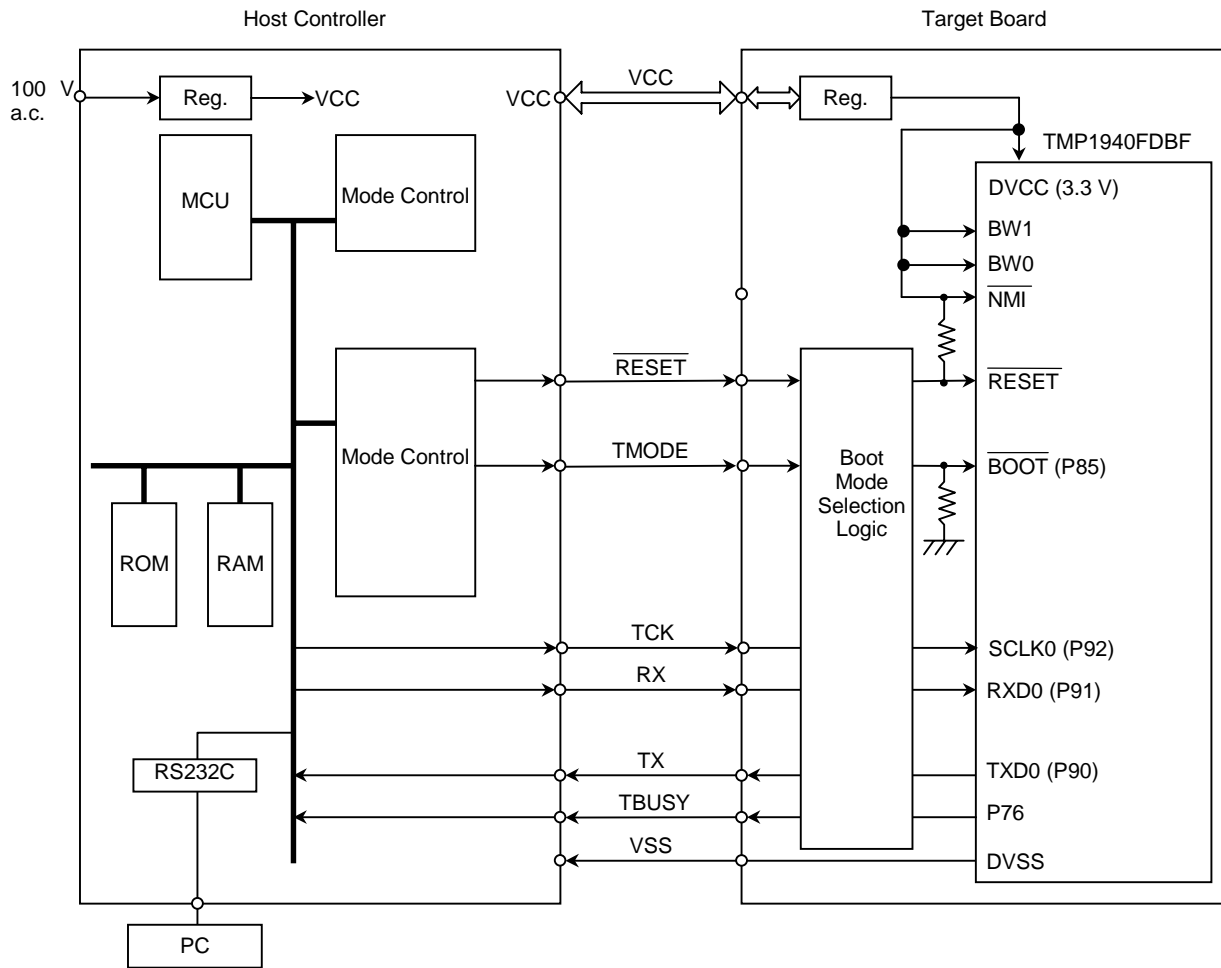 Host Controller
Target Board
100 V
a.c.
Reg.
VCC
VCC
VCC
Reg.
TMP1940FDBF
MCU
Mode Control
DVCC (3.3 V)
BW1
BW0
NMI
RESET
RESET
Mode Control
TMODE
Boot
Mode
Selection
Logic
BOOT (P85)
ROM
RAM
TCK
SCLK0 (P92)
RX
RXD0 (P91)
RS232C
TX
TXD0 (P90)
TBUSY
P76
VSS
DVSS
PC